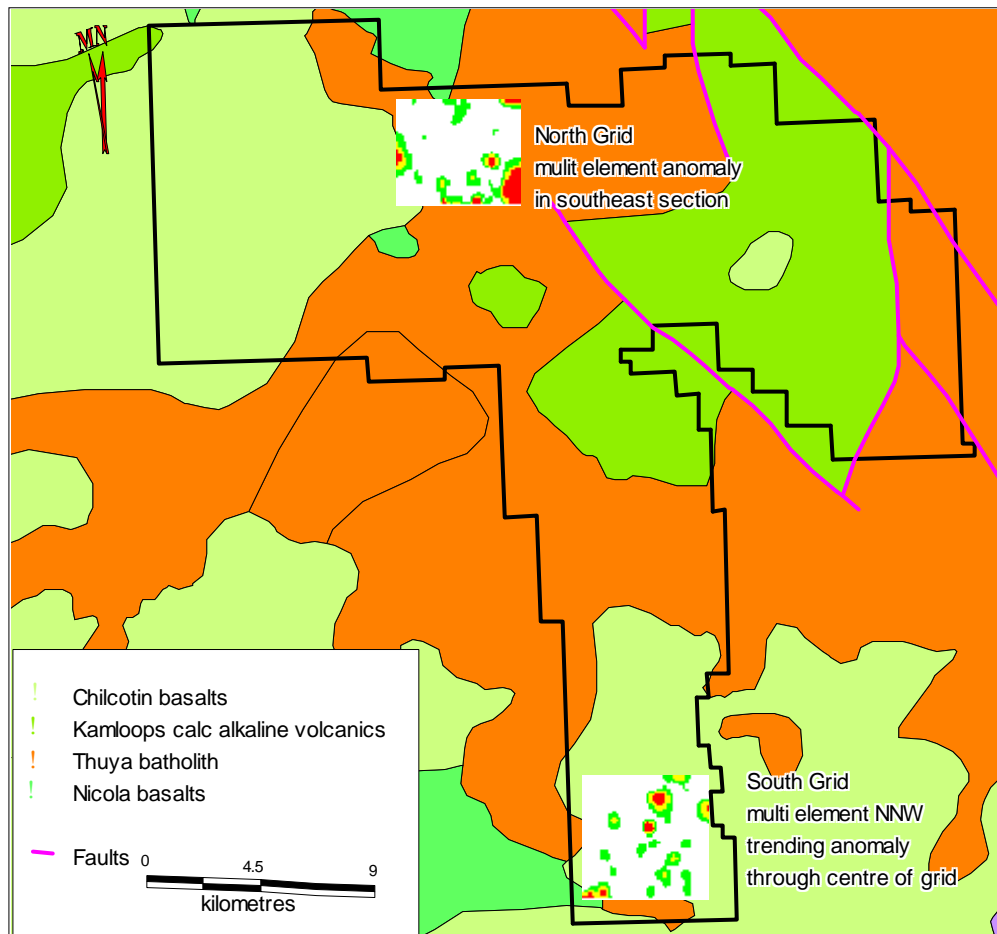 MN
North Grid
mulit element anomaly
in southeast section
Chilcotin basalts
Kamloops calc alkaline volcanics
Thuya batholith
Nicola basalts
Faults
0 4.5 9
kilometres
South Grid
multi element NNW
trending anomaly
through centre of grid